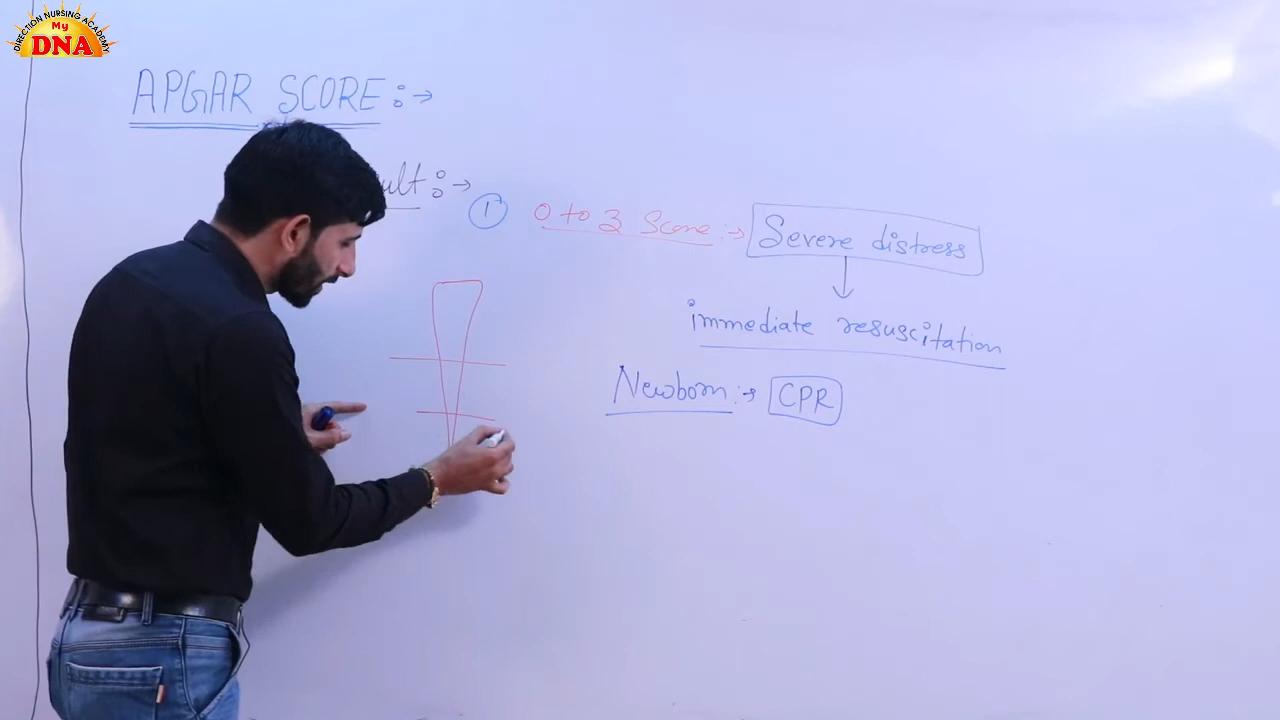 DIRECTION NURSING ACADEMY
My
DNA
APGAR SCORE :→
ult :→
① 0 to 3 Score :→ Severe distress
↓
immediate resuscitation
Newborn :→ CPR